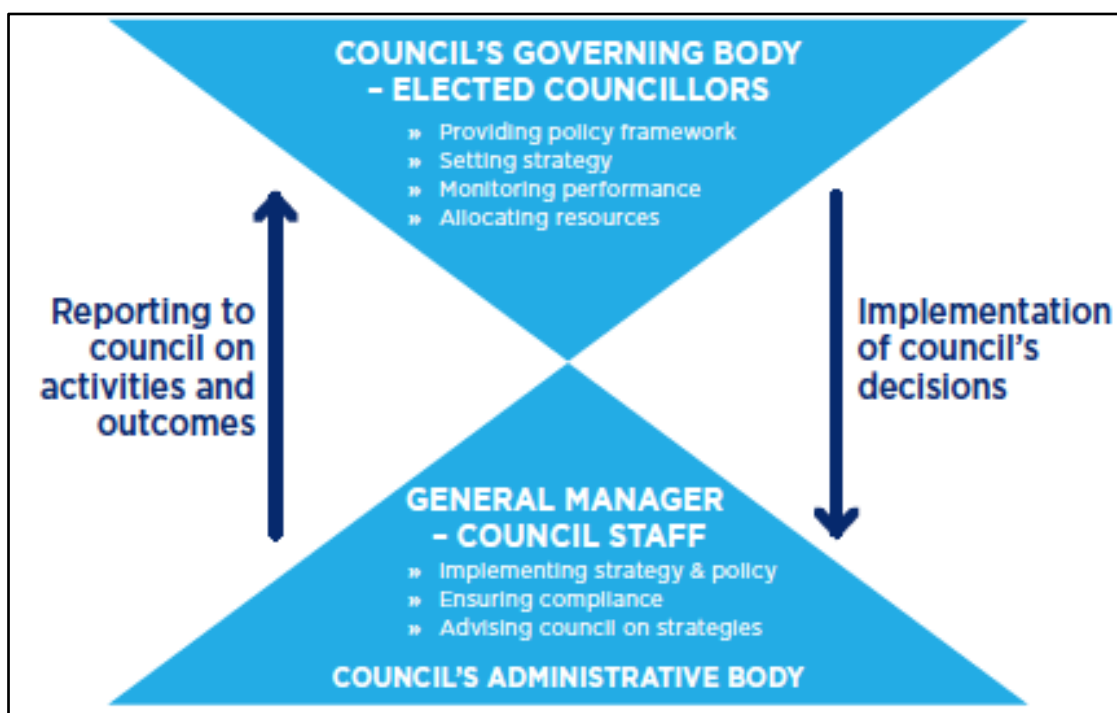 COUNCIL'S GOVERNING BODY
– ELECTED COUNCILLORS
» Providing policy framework
» Setting strategy
» Monitoring performance
» Allocating resources
Reporting to
council on
activities and
outcomes
Implementation
of council's
decisions
GENERAL MANAGER
– COUNCIL STAFF
» Implementing strategy & policy
» Ensuring compliance
» Advising council on strategies
COUNCIL'S ADMINISTRATIVE BODY